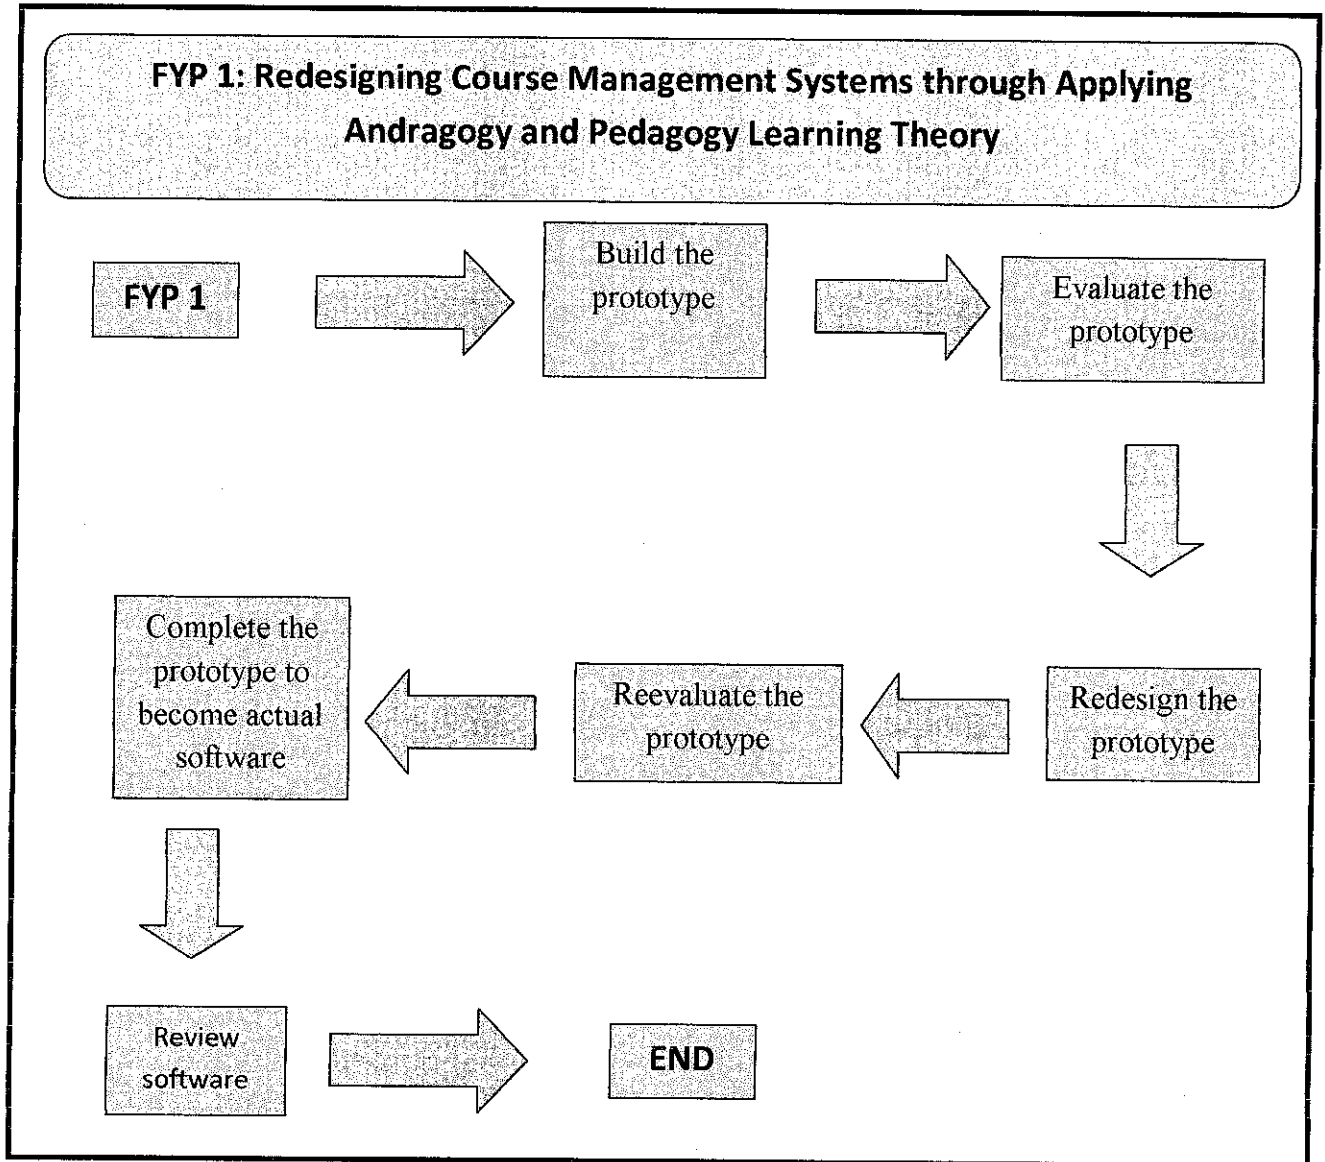 FYP 1: Redesigning Course Management Systems through Applying
Andragogy and Pedagogy Learning Theory
FYP 1
Build the
prototype
Evaluate the
prototype
Redesign the
prototype
Reevaluate the
prototype
Complete the
prototype to
become actual
software
Review
software
END